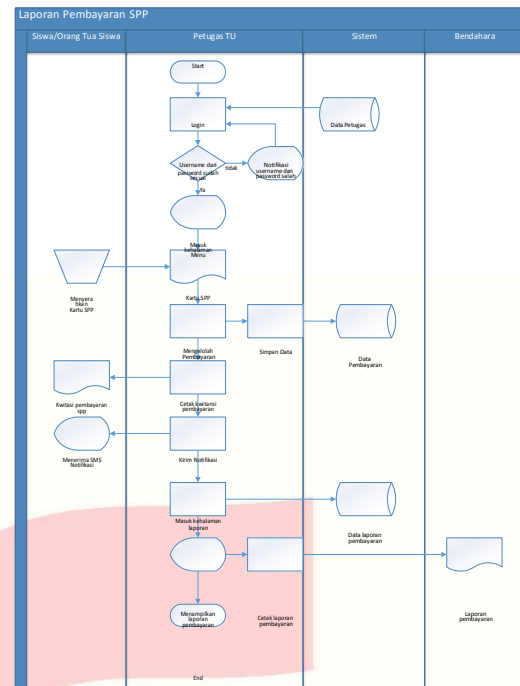 Laporan Pembayaran SPP
Siswa/Orang Tua Siswa
Petugas TU
Sistem
Bendahara
Start
Login
Data Petugas
Username dan
password sudah
sesuai
tidak
Notifikasi
username dan
password salah
Ya
Masuk
kehalaman
Menu
Menyera
hkan
Kartu SPP
Kartu SPP
Mengelolah
Pembayaran
Simpan Data
Data
Pembayaran
Kwitasi pembayaran
spp
Cetak kwitansi
pembayaran
Menerima SMS
Notifikasi
Kirim Notifikasi
Masuk kehalaman
laporan
Data laporan
pembayaran
Menampilkan
laporan
pembayaran
Cetak laporan
pembayaran
Laporan
pembayaran
End